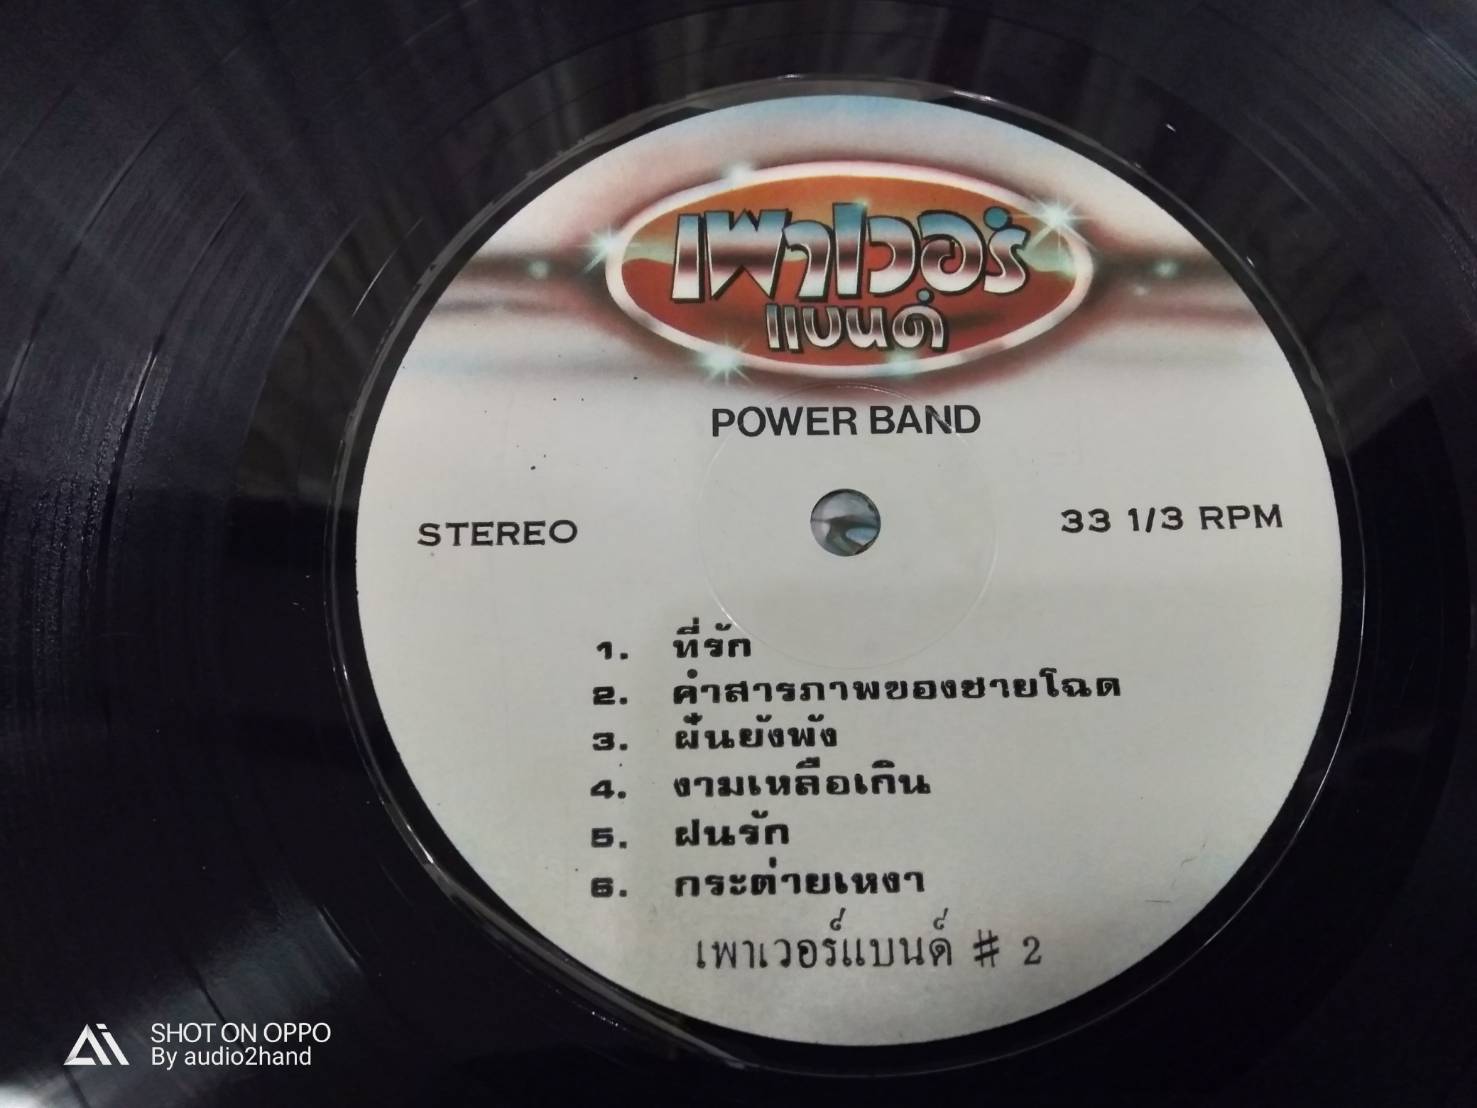 เพาเวอร์
แบนด์
POWER BAND
STEREO
33 1/3 RPM
1. ที่รัก
2. คำสารภาพของชายโฉด
3. ฝันยังพัง
4. งามเหลือเกิน
5. ฝนรัก
6. กระต่ายเหงา
เพาเวอร์แบนด์ # 2
SHOT ON OPPO
By audio2hand